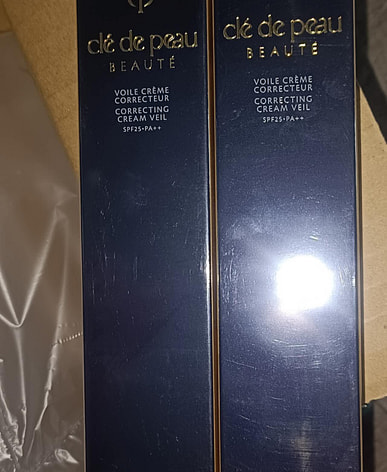 clé de peau
BEAUTÉ
VOILE CRÈME
CORRECTEUR
CORRECTING
CREAM VEIL
SPF25•PA++
clé de peau
BEAUTÉ
VOILE CRÈME
CORRECTEUR
CORRECTING
CREAM VEIL
SPF25•PA++